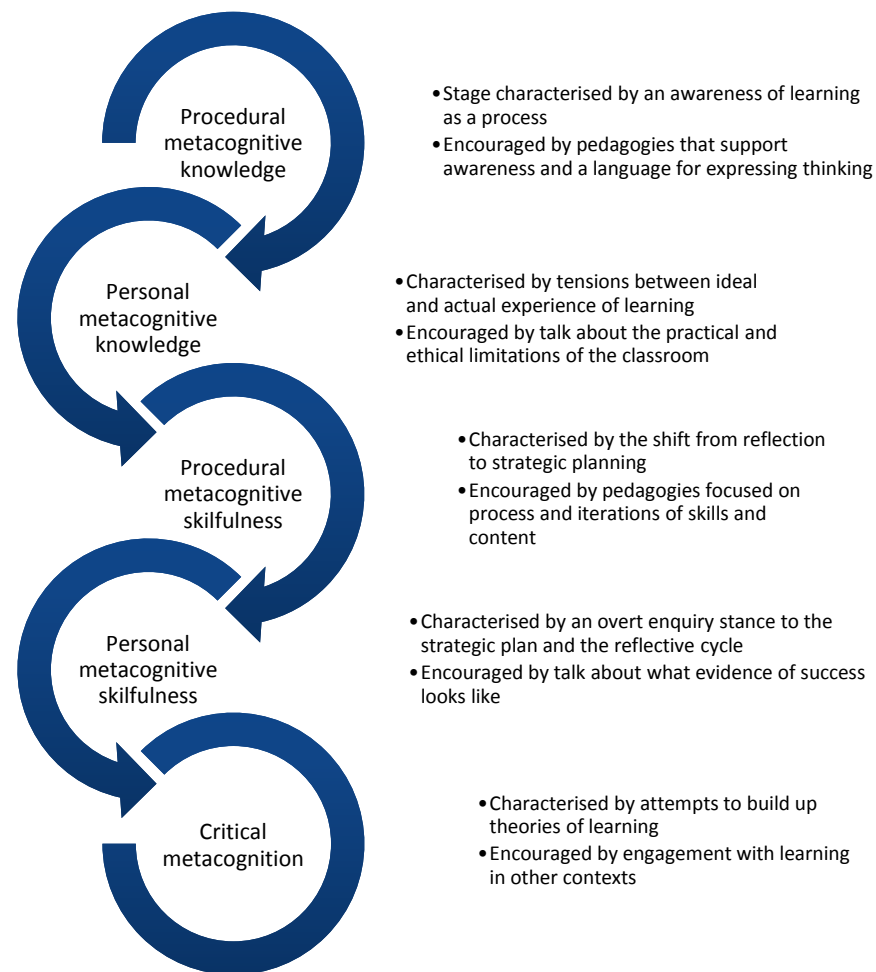 Procedural
metacognitive
knowledge
•Stage characterised by an awareness of learning
as a process
•Encouraged by pedagogies that support
awareness and a language for expressing thinking
Personal
metacognitive
knowledge
•Characterised by tensions between ideal
and actual experience of learning
•Encouraged by talk about the practical and
ethical limitations of the classroom
Procedural
metacognitive
skilfulness
•Characterised by the shift from reflection
to strategic planning
•Encouraged by pedagogies focused on
process and iterations of skills and
content
Personal
metacognitive
skilfulness
•Characterised by an overt enquiry stance to the
strategic plan and the reflective cycle
•Encouraged by talk about what evidence of success
looks like
Critical
metacognition
•Characterised by attempts to build up
theories of learning
•Encouraged by engagement with learning
in other contexts